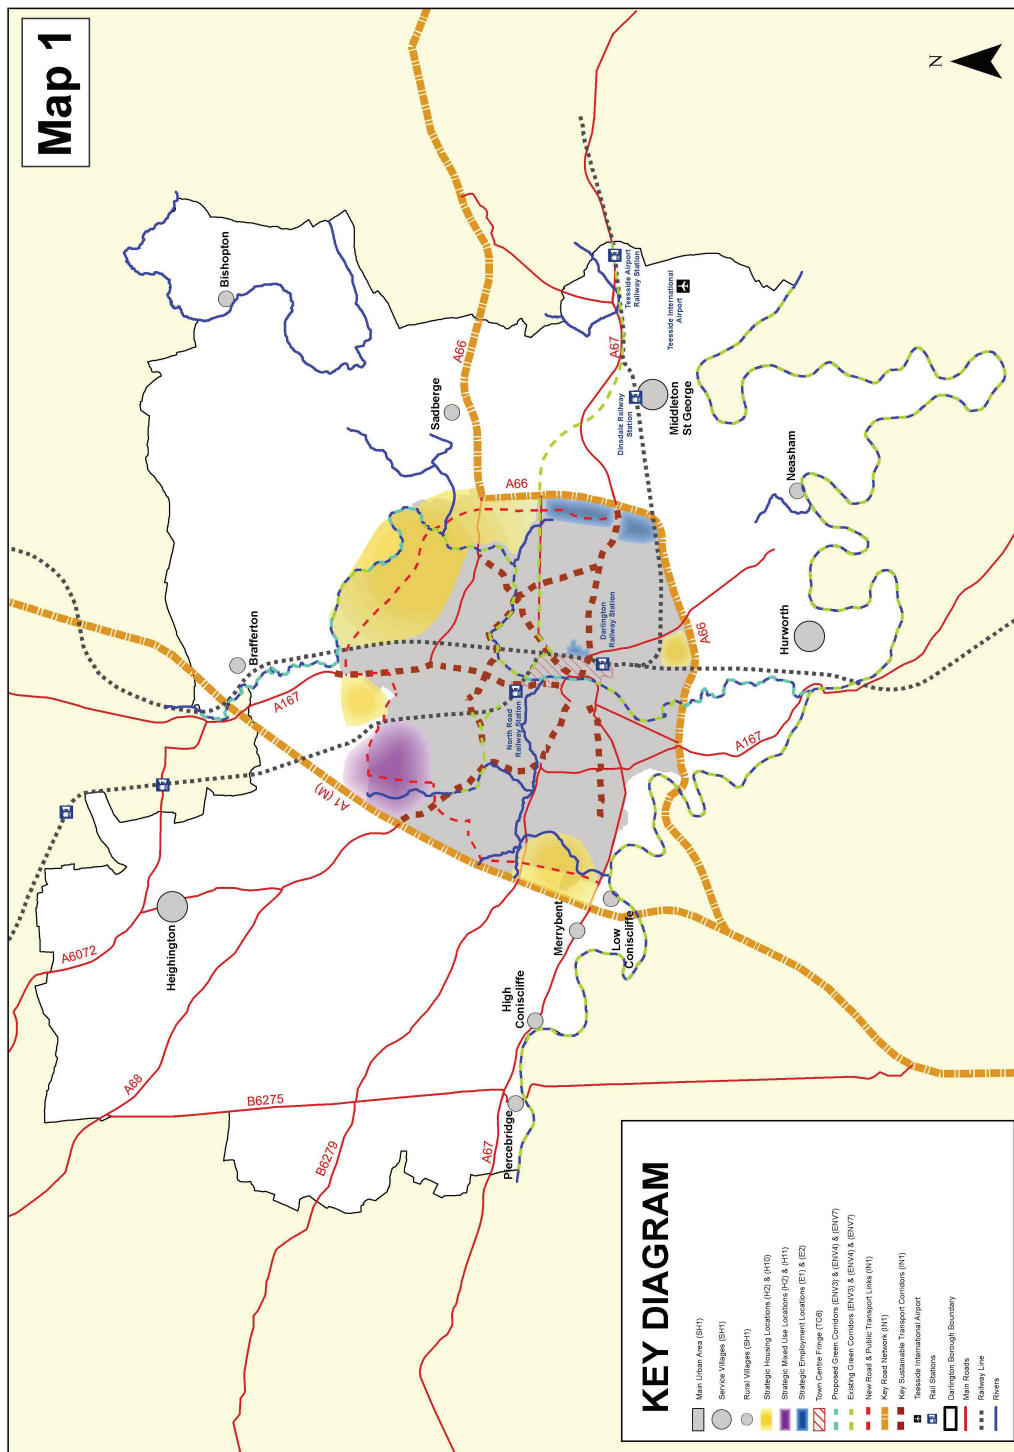 Map 1
N
Bishopton
A66
Sadberge
Teesside Airport
Railway Station
Teesside International
Airport
A67
Dinsdale Railway
Station
Middleton
St George
A66
Neasham
Brafferton
Darlington
Railway Station
Hurworth
A66
A167
North Road
Railway Station
A167
A1 (M)
Heighington
A6072
Merrybent
Low
Coniscliffe
High
Coniscliffe
A68
B6275
B6279
A67
Piercebridge
KEY DIAGRAM
Main Urban Area (SH1)
Service Villages (SH1)
Rural Villages (SH1)
Strategic Housing Locations (H2) & (H10)
Strategic Mixed Use Locations (H2) & (H11)
Strategic Employment Locations (E1) & (E2)
Town Centre Fringe (TC6)
Proposed Green Corridors (ENV3) & (ENV4) & (ENV7)
Existing Green Corridors (ENV3) & (ENV4) & (ENV7)
New Road & Public Transport Links (IN1)
Key Road Network (IN1)
Key Sustainable Transport Corridors (IN1)
Teesside International Airport
Rail Stations
Darlington Borough Boundary
Main Roads
Railway Line
Rivers